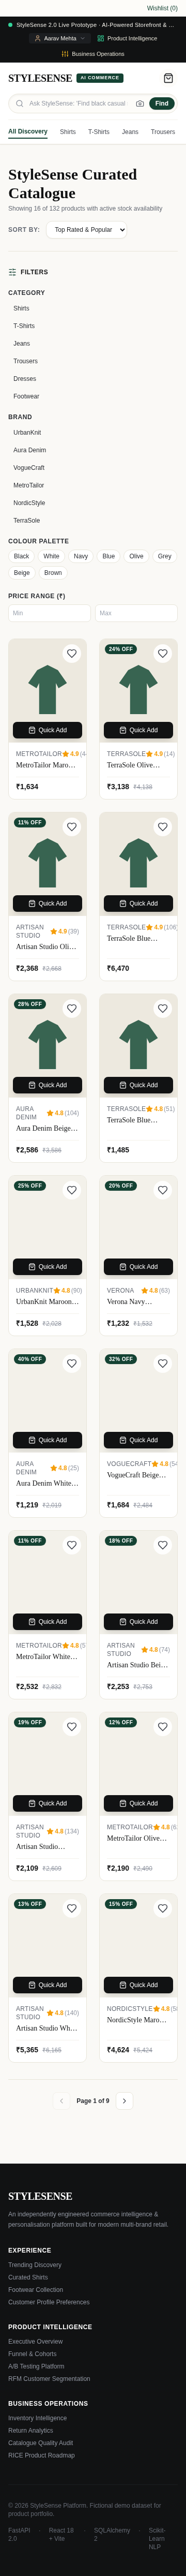 Wishlist (0)
StyleSense 2.0 Live Prototype · AI-Powered Storefront & ...
Aarav Mehta
Product Intelligence
Business Operations
STYLESENSE AI COMMERCE
Ask StyleSense: 'Find black casual Find
All Discovery Shirts T-Shirts Jeans Trousers
StyleSense Curated
Catalogue
Showing 16 of 132 products with active stock availability
SORT BY: Top Rated & Popular
FILTERS
CATEGORY
Shirts
T-Shirts
Jeans
Trousers
Dresses
Footwear
BRAND
UrbanKnit
Aura Denim
VogueCraft
MetroTailor
NordicStyle
TerraSole
COLOUR PALETTE
Black White Navy Blue Olive Grey
Beige Brown
PRICE RANGE (₹)
Min Max
24% OFF
Quick Add Quick Add
METROTAILOR 4.9 TERRASOLE 4.9 (14)
MetroTailor Maro... TerraSole Olive...
₹1,634 ₹3,138 ₹4,138
11% OFF
Quick Add Quick Add
ARTISAN STUDIO 4.9 (39) TERRASOLE 4.9 (108)
Artisan Studio Oli... TerraSole Blue...
₹2,368 ₹2,668 ₹6,470
28% OFF
Quick Add Quick Add
AURA DENIM 4.8 (104) TERRASOLE 4.8 (51)
Aura Denim Beige... TerraSole Blue...
₹2,586 ₹3,586 ₹1,485
25% OFF 20% OFF
Quick Add Quick Add
URBANKNIT 4.8 (90) VERONA 4.8 (63)
UrbanKnit Maroon... Verona Navy...
₹1,528 ₹2,028 ₹1,232 ₹1,532
40% OFF 32% OFF
Quick Add Quick Add
AURA DENIM 4.8 (25) VOGUECRAFT 4.8
Aura Denim White... VogueCraft Beige...
₹1,219 ₹2,019 ₹1,684 ₹2,484
11% OFF 18% OFF
Quick Add Quick Add
METROTAILOR 4.8 ARTISAN STUDIO 4.8 (74)
MetroTailor White... Artisan Studio Bei...
₹2,532 ₹2,832 ₹2,253 ₹2,753
19% OFF 12% OFF
Quick Add Quick Add
ARTISAN STUDIO 4.8 (134) METROTAILOR 4.8
Artisan Studio... MetroTailor Olive...
₹2,109 ₹2,609 ₹2,190 ₹2,490
13% OFF 15% OFF
Quick Add Quick Add
ARTISAN STUDIO 4.8 (140) NORDICSTYLE 4.8
Artisan Studio Wh... NordicStyle Maro...
₹5,365 ₹6,165 ₹4,624 ₹5,424
Page 1 of 9
STYLESENSE
An independently engineered commerce intelligence &
personalisation platform built for modern multi-brand retail.
EXPERIENCE
Trending Discovery
Curated Shirts
Footwear Collection
Customer Profile Preferences
PRODUCT INTELLIGENCE
Executive Overview
Funnel & Cohorts
A/B Testing Platform
RFM Customer Segmentation
BUSINESS OPERATIONS
Inventory Intelligence
Return Analytics
Catalogue Quality Audit
RICE Product Roadmap
© 2026 StyleSense Platform. Fictional demo dataset for
product portfolio.
FastAPI 2.0 · React 18 + Vite · SQLAlchemy 2 · Scikit-Learn NLP